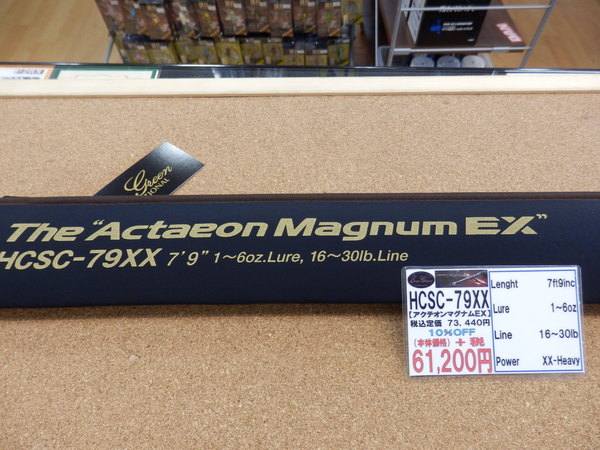 Green
The "Actaeon Magnum EX"
HCSC-79XX 7'9" 1~6oz.Lure, 16~30lb.Line
HCSC-79XX
【アクテオンマグナムEX】
税込定価 73,440円
10%OFF
(本体価格) + 税
61,200円
Lenght 7ft9inc
Lure 1~6oz
Line 16~30lb
Power XX-Heavy